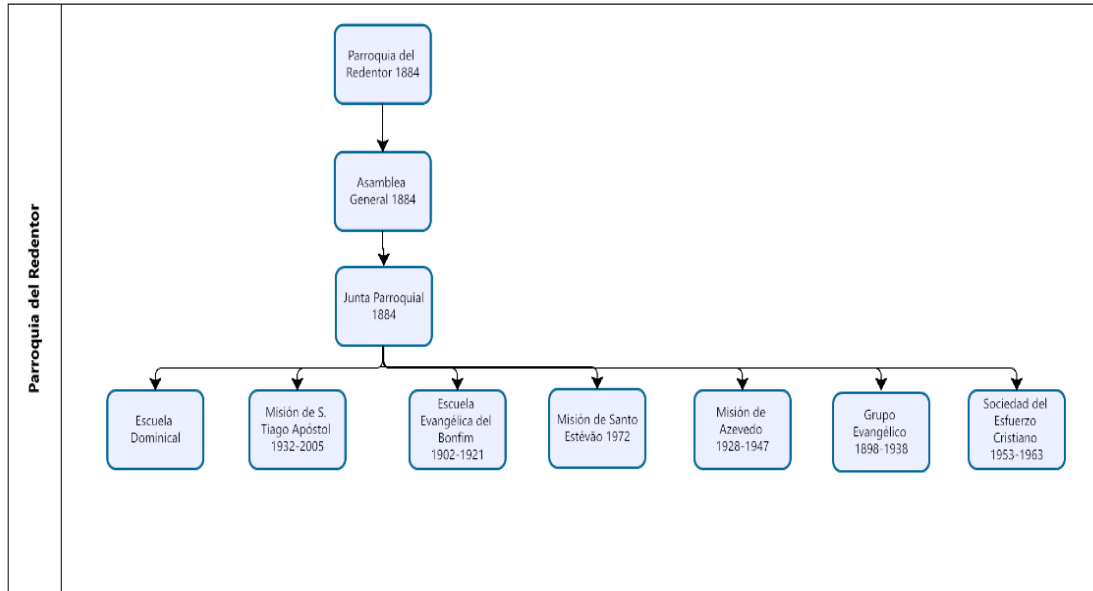 Parroquia del Redentor
Parroquia del
Redentor 1884
Asamblea
General 1884
Junta Parroquial
1884
Escuela
Dominical
Misión de S.
Tiago Apóstol
1932-2005
Escuela
Evangélica del
Bonfim
1902-1921
Misión de Santo
Estévão 1972
Misión de
Azevedo
1928-1947
Grupo
Evangélico
1898-1938
Sociedad del
Esfuerzo
Cristiano
1953-1963